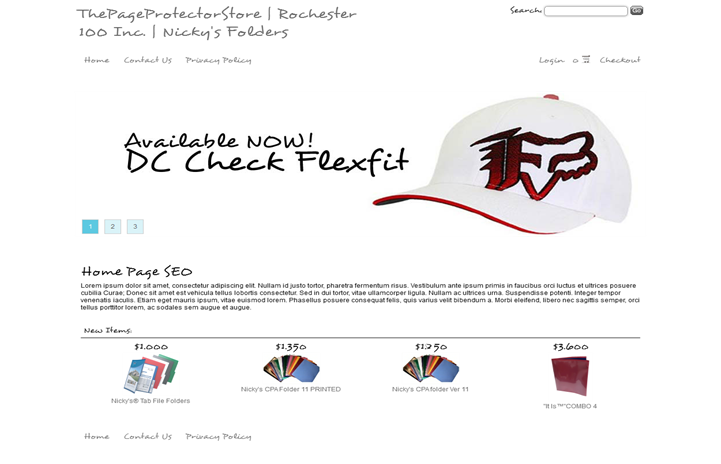 ThePageProtectorStore | Rochester
100 Inc. | Nicky's Folders
Search:
Go
Home Contact Us Privacy Policy
Login 0 Checkout
Available NOW!
DC Check Flexfit
1 2 3
Home Page SEO
Lorem ipsum dolor sit amet, consectetur adipiscing elit. Nullam id justo tortor, pharetra fermentum risus. Vestibulum ante ipsum primis in faucibus orci luctus et ultrices posuere
cubilia Curae; Donec sit amet est vehicula tellus lobortis consectetur. Sed in dui tortor, vitae ullamcorper ligula. Nullam ac ultrices urna. Suspendisse potenti. Integer tempor
venenatis iaculis. Etiam eget mauris ipsum, vitae euismod lorem. Phasellus posuere consequat felis, quis varius velit bibendum a. Morbi eleifend, libero nec sagittis semper, orci
tellus porttitor lorem, ac sodales sem augue et augue.
New Items:
$1.000 $1.350 $1.250 $3.600
Nicky's® Tab File Folders
Nicky's CPA Folder 11 PRINTED
Nicky's CPA folder Ver 11
"It Is™"COMBO 4
Home Contact Us Privacy Policy